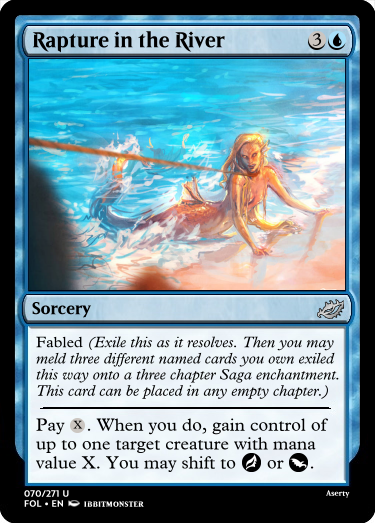 Rapture in the River 3
Sorcery
Fabled (Exile this as it resolves. Then you may
meld three different named cards you own exiled
this way onto a three chapter Saga enchantment.
This card can be placed in any empty chapter.)
Pay X. When you do, gain control of
up to one target creature with mana
value X. You may shift to or .
070/271 U
Aserty
FOL • EN IBBITMONSTER